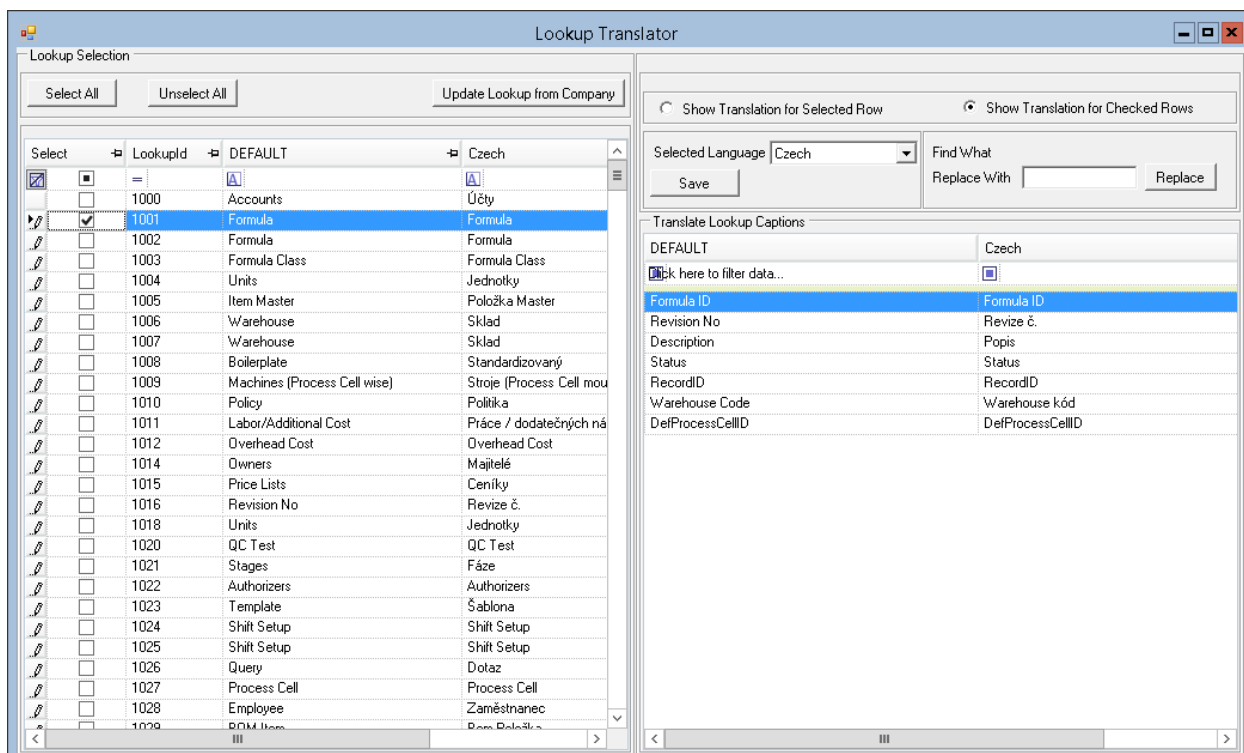 Lookup Translator
Lookup Selection
Select All Unselect All Update Lookup from Company
Select LookupId DEFAULT Czech
= A A
1000 Accounts Účty
1001 Formula Formula
1002 Formula Formula
1003 Formula Class Formula Class
1004 Units Jednotky
1005 Item Master Položka Master
1006 Warehouse Sklad
1007 Warehouse Sklad
1008 Boilerplate Standardizovaný
1009 Machines (Process Cell wise) Stroje (Process Cell mou
1010 Policy Politika
1011 Labor/Additional Cost Práce / dodatečných ná
1012 Overhead Cost Overhead Cost
1014 Owners Majitelé
1015 Price Lists Ceníky
1016 Revision No Revize č.
1018 Units Jednotky
1020 QC Test QC Test
1021 Stages Fáze
1022 Authorizers Authorizers
1023 Template Šablona
1024 Shift Setup Shift Setup
1025 Shift Setup Shift Setup
1026 Query Dotaz
1027 Process Cell Process Cell
1028 Employee Zaměstnanec
1029 BOM Item Bom Položka
Show Translation for Selected Row Show Translation for Checked Rows
Selected Language Czech
Save
Find What
Replace With Replace
Translate Lookup Captions
DEFAULT Czech
Click here to filter data...
Formula ID Formula ID
Revision No Revize č.
Description Popis
Status Status
RecordID RecordID
Warehouse Code Warehouse kód
DefProcessCellID DefProcessCellID